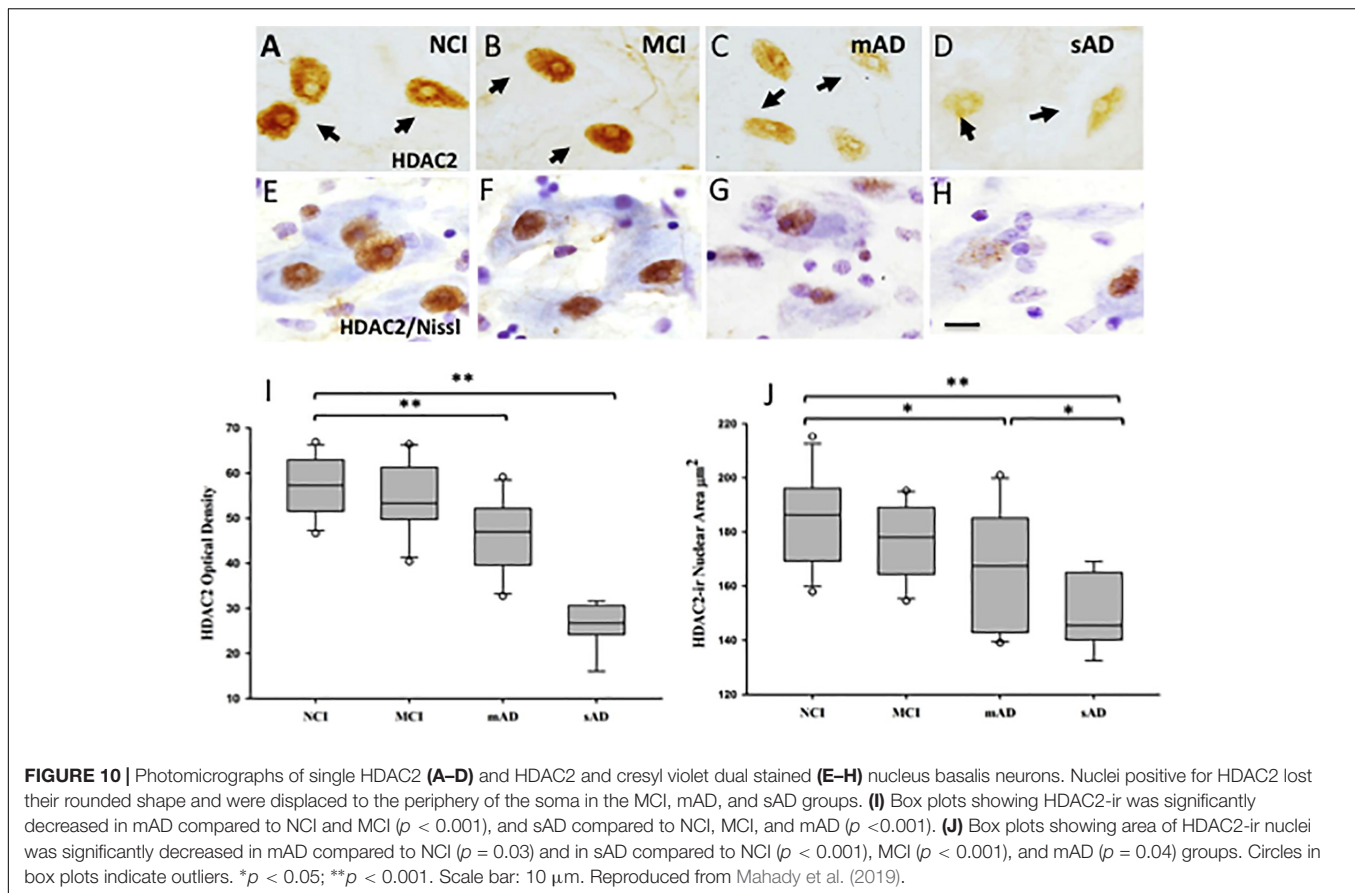 A NCI
B MCI
C mAD
D sAD
HDAC2
E
F
G
H
HDAC2/Nissl
I
**
**
HDAC2 Optical Density
70
60
50
40
30
20
10
NCI MCI mAD sAD
J
**
* *
HDAC2-ir Nuclear Area μm²
220
200
180
160
140
120
NCI MCI mAD sAD
FIGURE 10 | Photomicrographs of single HDAC2 (A–D) and HDAC2 and cresyl violet dual stained (E–H) nucleus basalis neurons. Nuclei positive for HDAC2 lost
their rounded shape and were displaced to the periphery of the soma in the MCI, mAD, and sAD groups. (I) Box plots showing HDAC2-ir was significantly
decreased in mAD compared to NCI and MCI (p < 0.001), and sAD compared to NCI, MCI, and mAD (p <0.001). (J) Box plots showing area of HDAC2-ir nuclei
was significantly decreased in mAD compared to NCI (p = 0.03) and in sAD compared to NCI (p < 0.001), MCI (p < 0.001), and mAD (p = 0.04) groups. Circles in
box plots indicate outliers. *p < 0.05; **p < 0.001. Scale bar: 10 μm. Reproduced from Mahady et al. (2019).